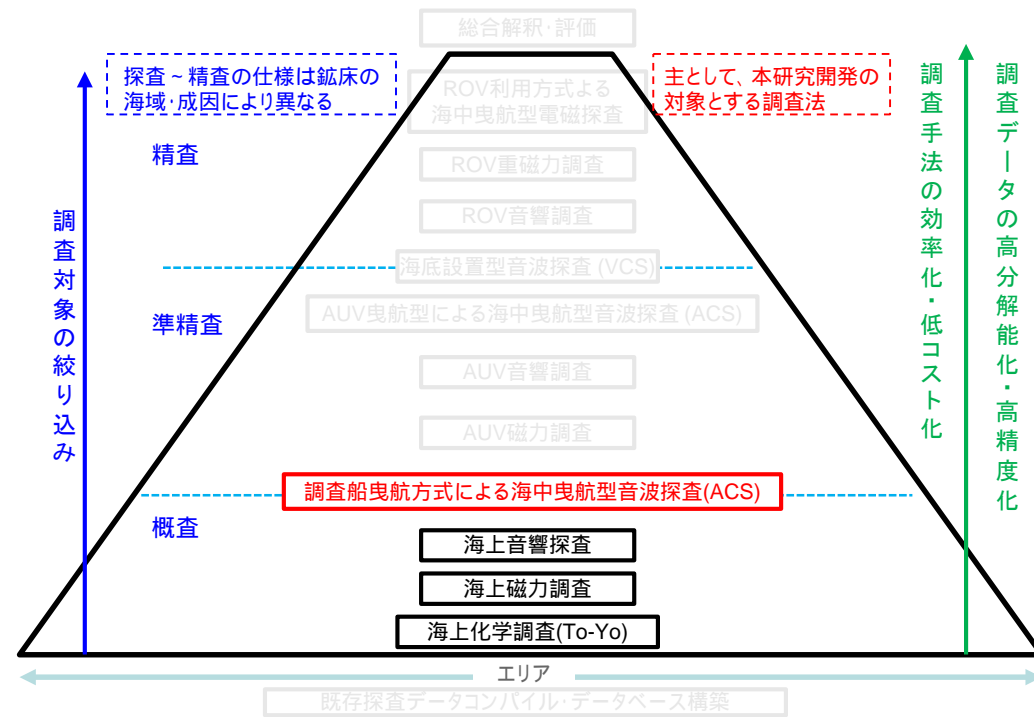 総合解釈･評価
探査～精査の仕様は鉱床の
海域･成因により異なる
主として、本研究開発の
対象とする調査法
ROV利用方式よる
海中曳航型電磁探査
精査
ROV重磁力調査
ROV音響調査
海底設置型音波探査 (VCS)
準精査
AUV曳航型による海中曳航型音波探査 (ACS)
AUV音響調査
AUV磁力調査
調査船曳航方式による海中曳航型音波探査(ACS)
概査
海上音響探査
海上磁力調査
海上化学調査(To-Yo)
調査対象の絞り込み
調査手法の効率化・低コスト化
調査データの高分解能化・高精度化
エリア
既存探査データコンパイル･データベース構築